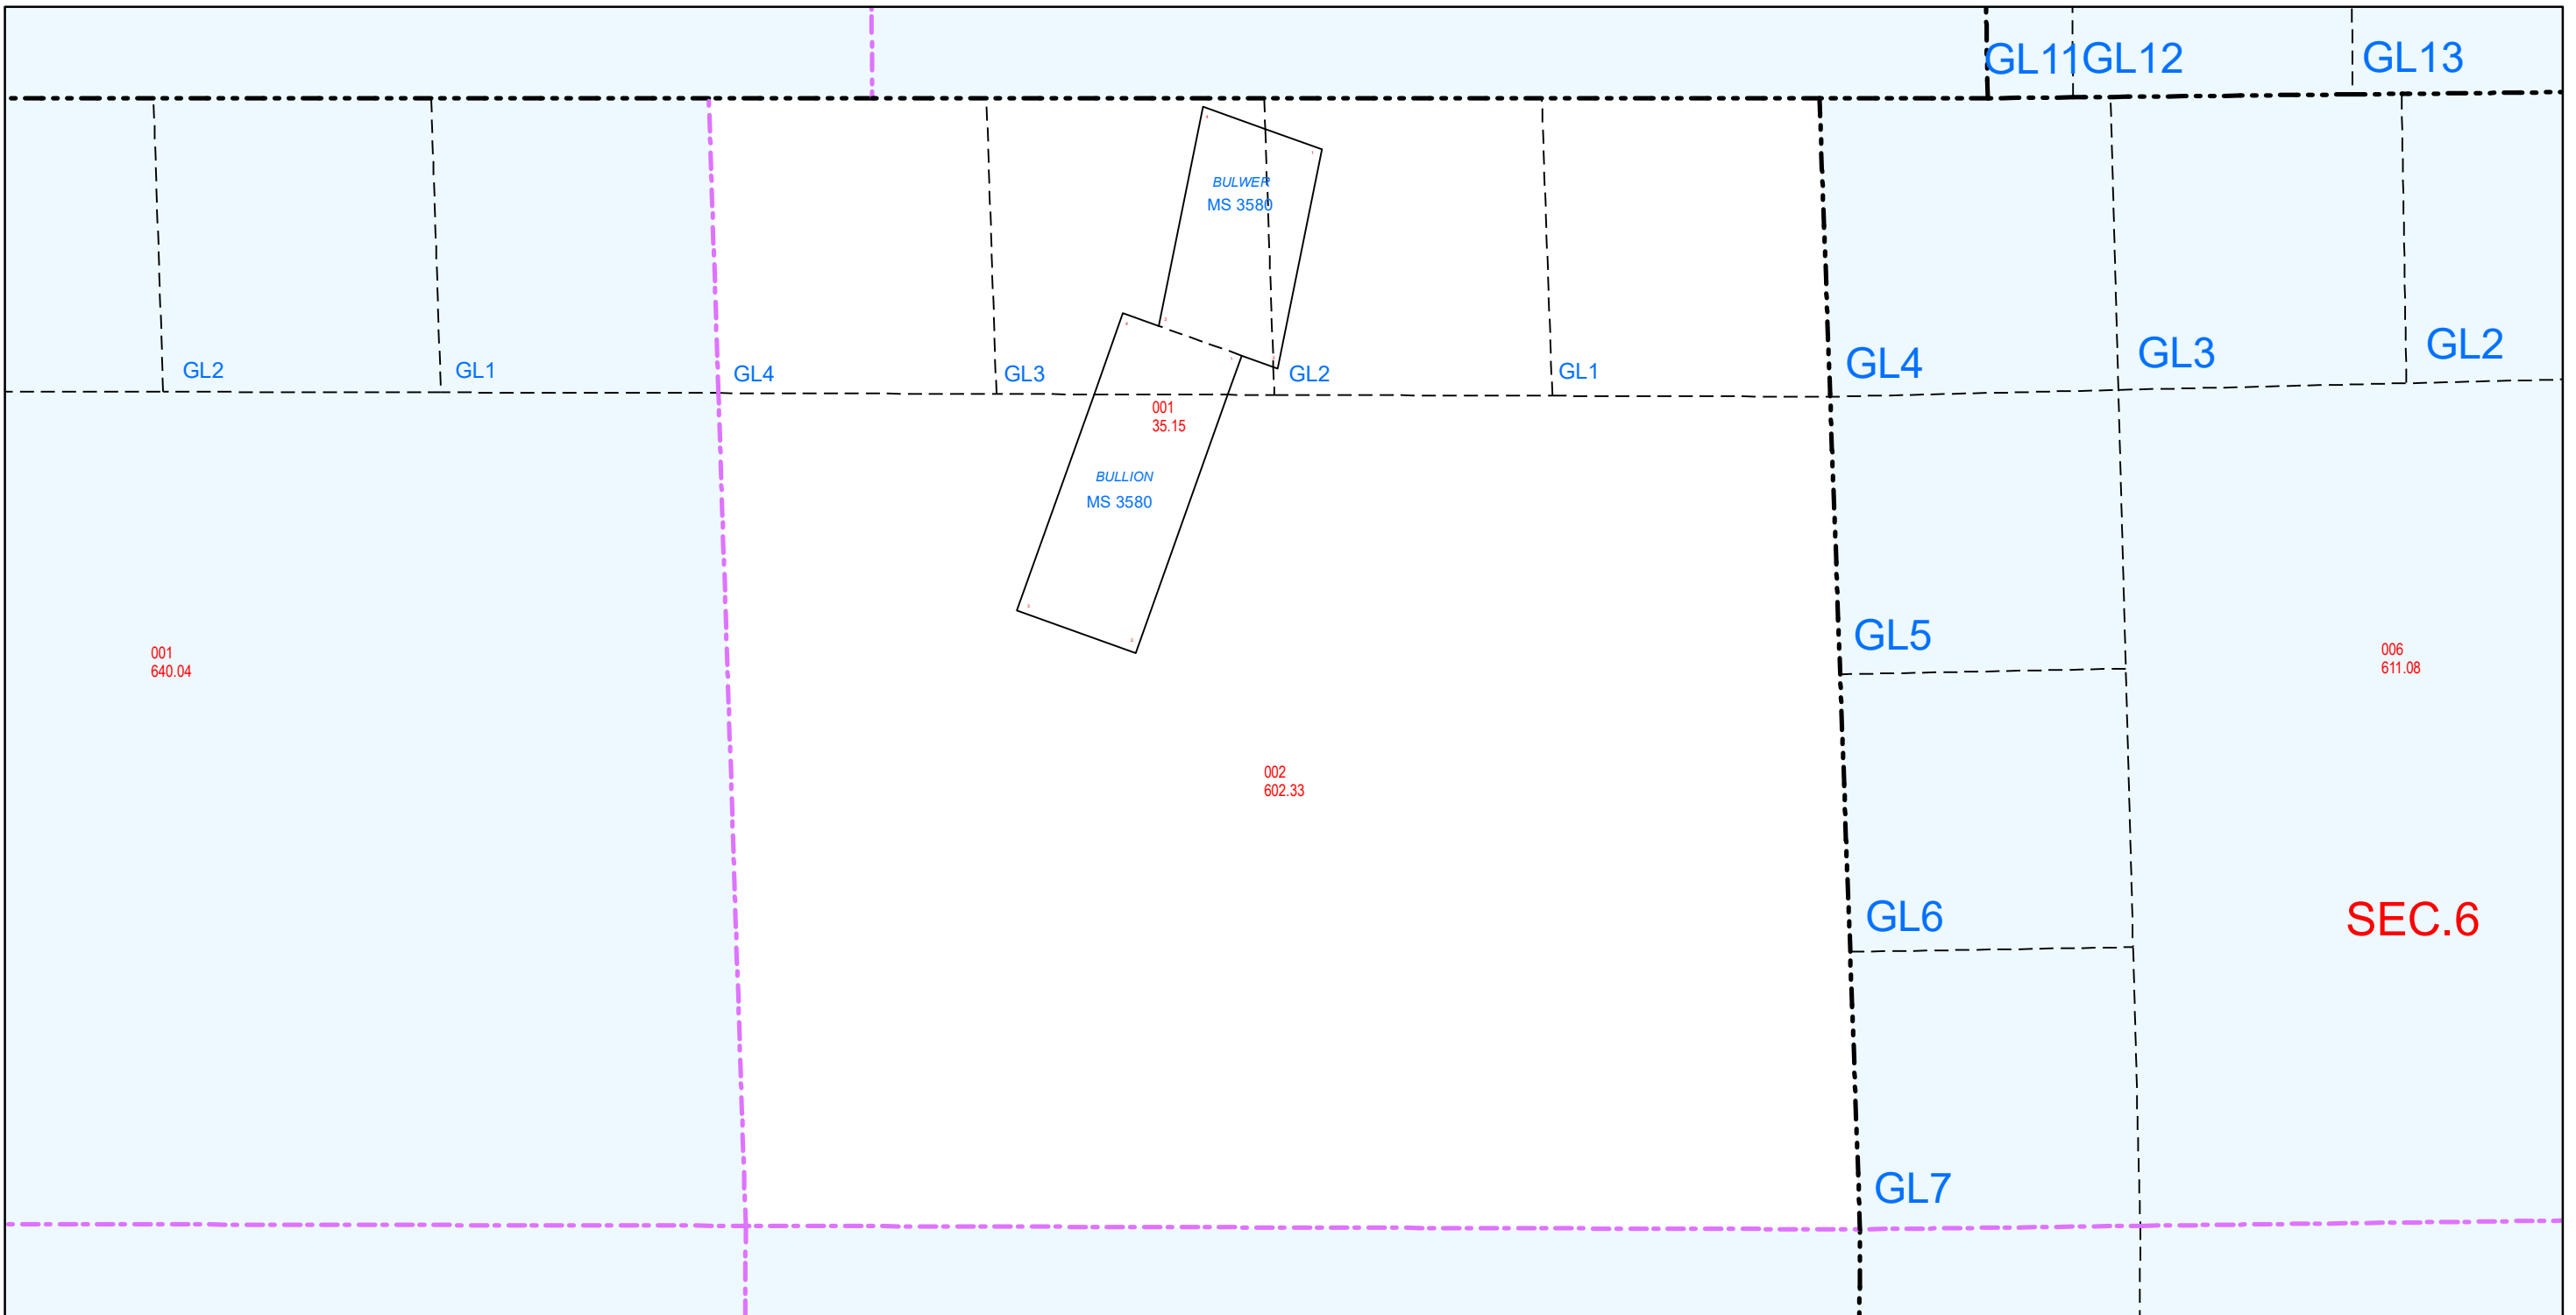 GL11 GL12 GL13
BULWER
MS 3580
GL2 GL1 GL4 GL3 GL2 GL1 GL4 GL3 GL2
001
35.15
BULLION
MS 3580
GL5
001
640.04
006
611.08
002
602.33
GL6
SEC.6
GL7